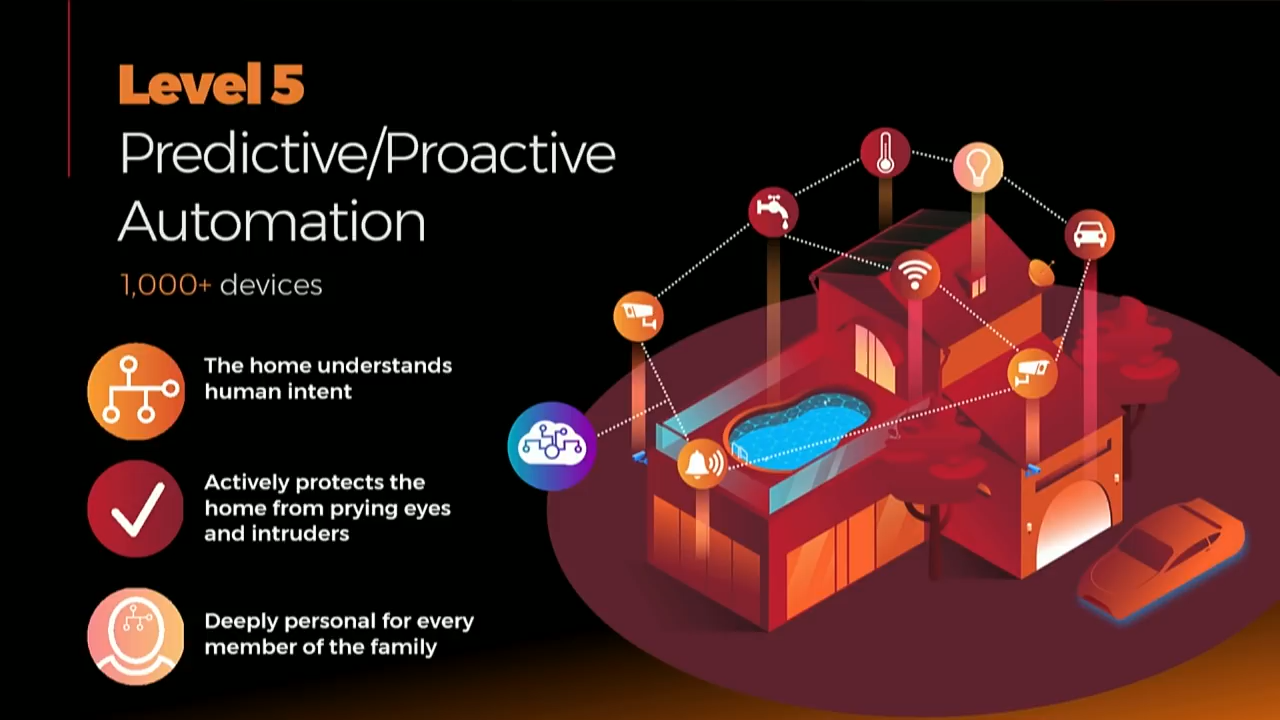 Level 5
Predictive/Proactive
Automation
1,000+ devices
The home understands
human intent
Actively protects the
home from prying eyes
and intruders
Deeply personal for every
member of the family